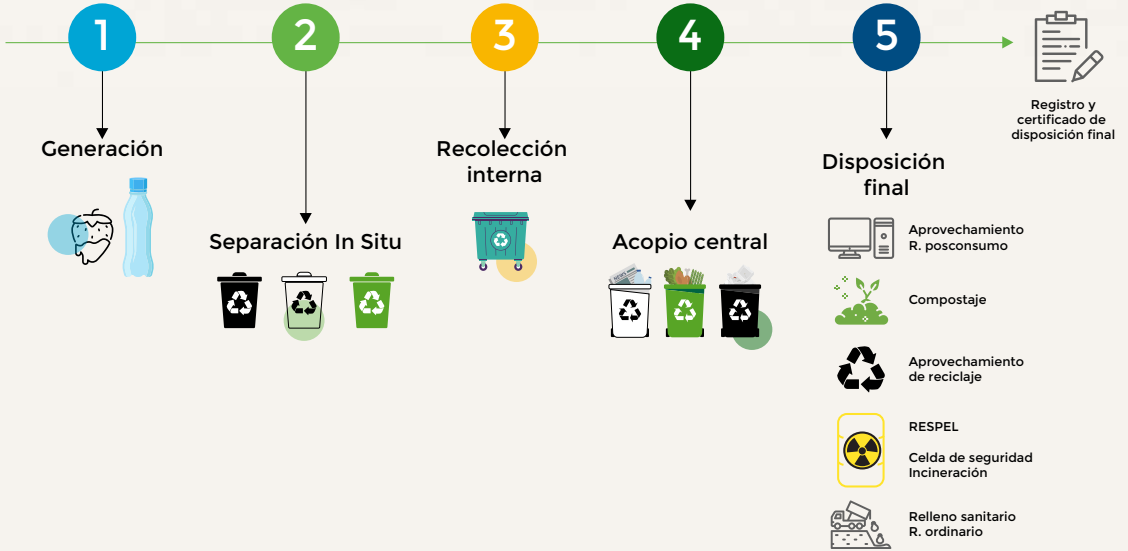 1
2
3
4
5
Registro y
certificado de
disposición final
Generación
Separación In Situ
Recolección
interna
Acopio central
NEWS
Disposición
final
Aprovechamiento
R. posconsumo
Compostaje
Aprovechamiento
de reciclaje
RESPEL
Celda de seguridad
Incineración
Relleno sanitario
R. ordinario